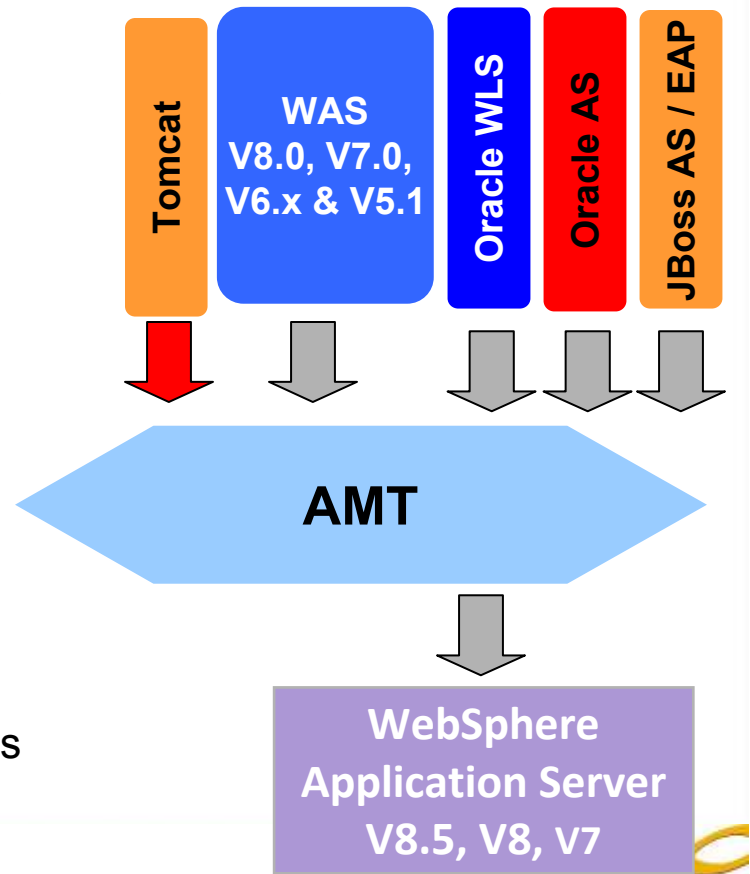 Tomcat
WAS
V8.0, V7.0,
V6.x & V5.1
Oracle WLS
Oracle AS
JBoss AS / EAP
AMT
s
WebSphere
Application Server
V8.5, V8, V7